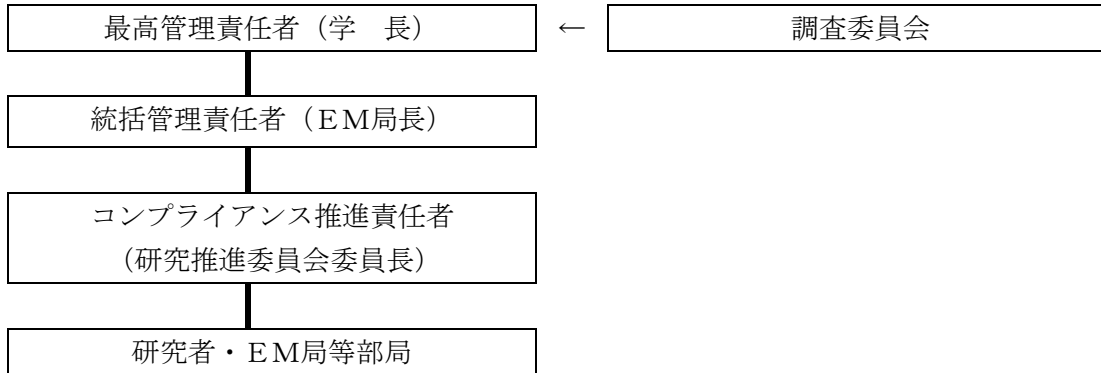 最高管理責任者（学　長） ← 調査委員会
統括管理責任者（ＥＭ局長）
コンプライアンス推進責任者
（研究推進委員会委員長）
研究者・ＥＭ局等部局